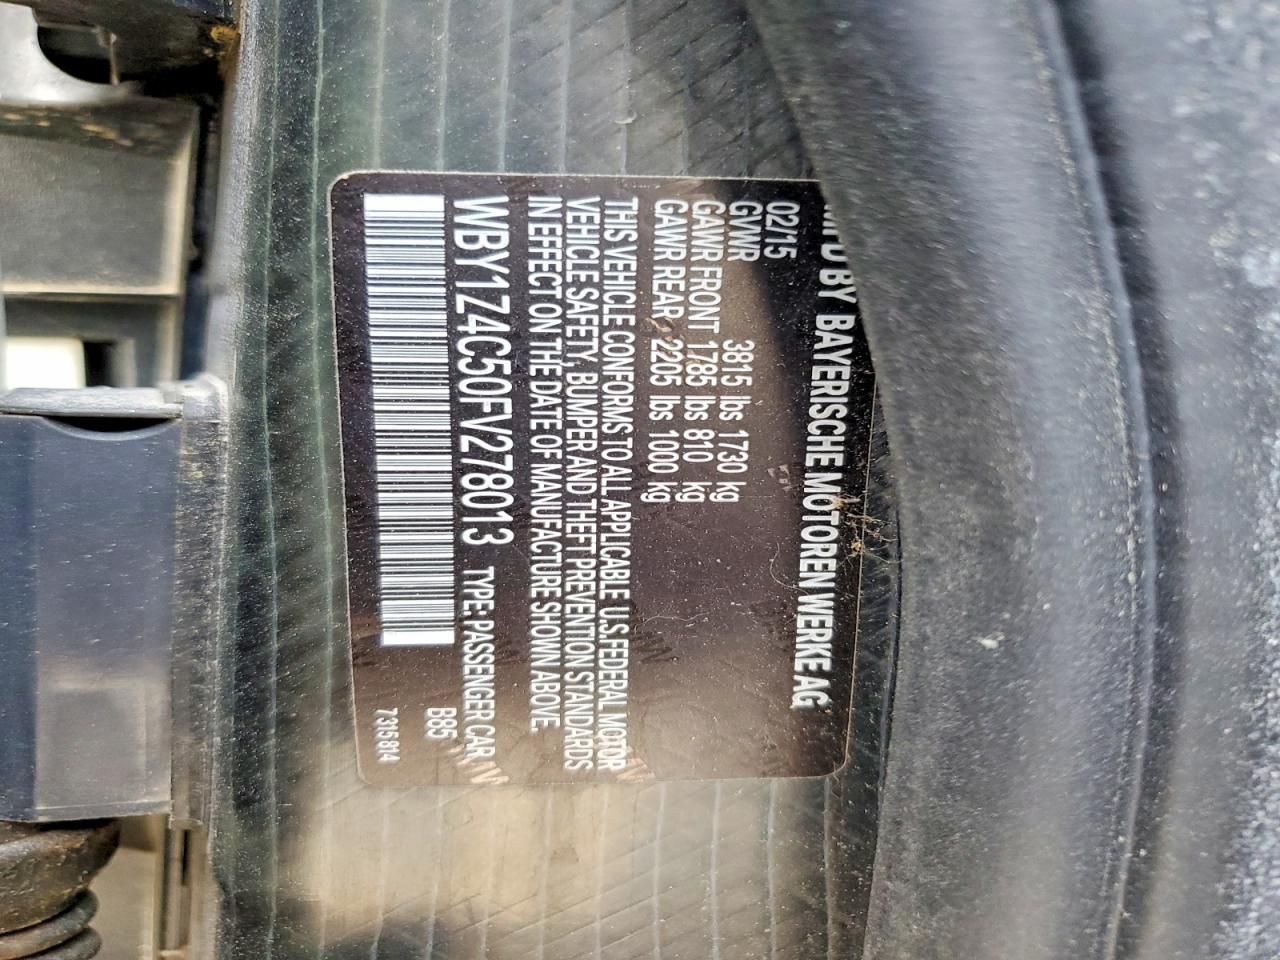 BY BAYERISCHE MOTOREN WERKE AG
02/15
GVWR 3815 lbs 1730 kg
GAWR FRONT 1785 lbs 810 kg
GAWR REAR 2205 lbs 1000 kg
THIS VEHICLE CONFORMS TO ALL APPLICABLE U.S.FEDERAL MOTOR
VEHICLE SAFETY, BUMPER AND THEFT PREVENTION STANDARDS
IN EFFECT ON THE DATE OF MANUFACTURE SHOWN ABOVE.
WBY1Z4C50FV278013 TYPE: PASSENGER CAR
B85
7315814